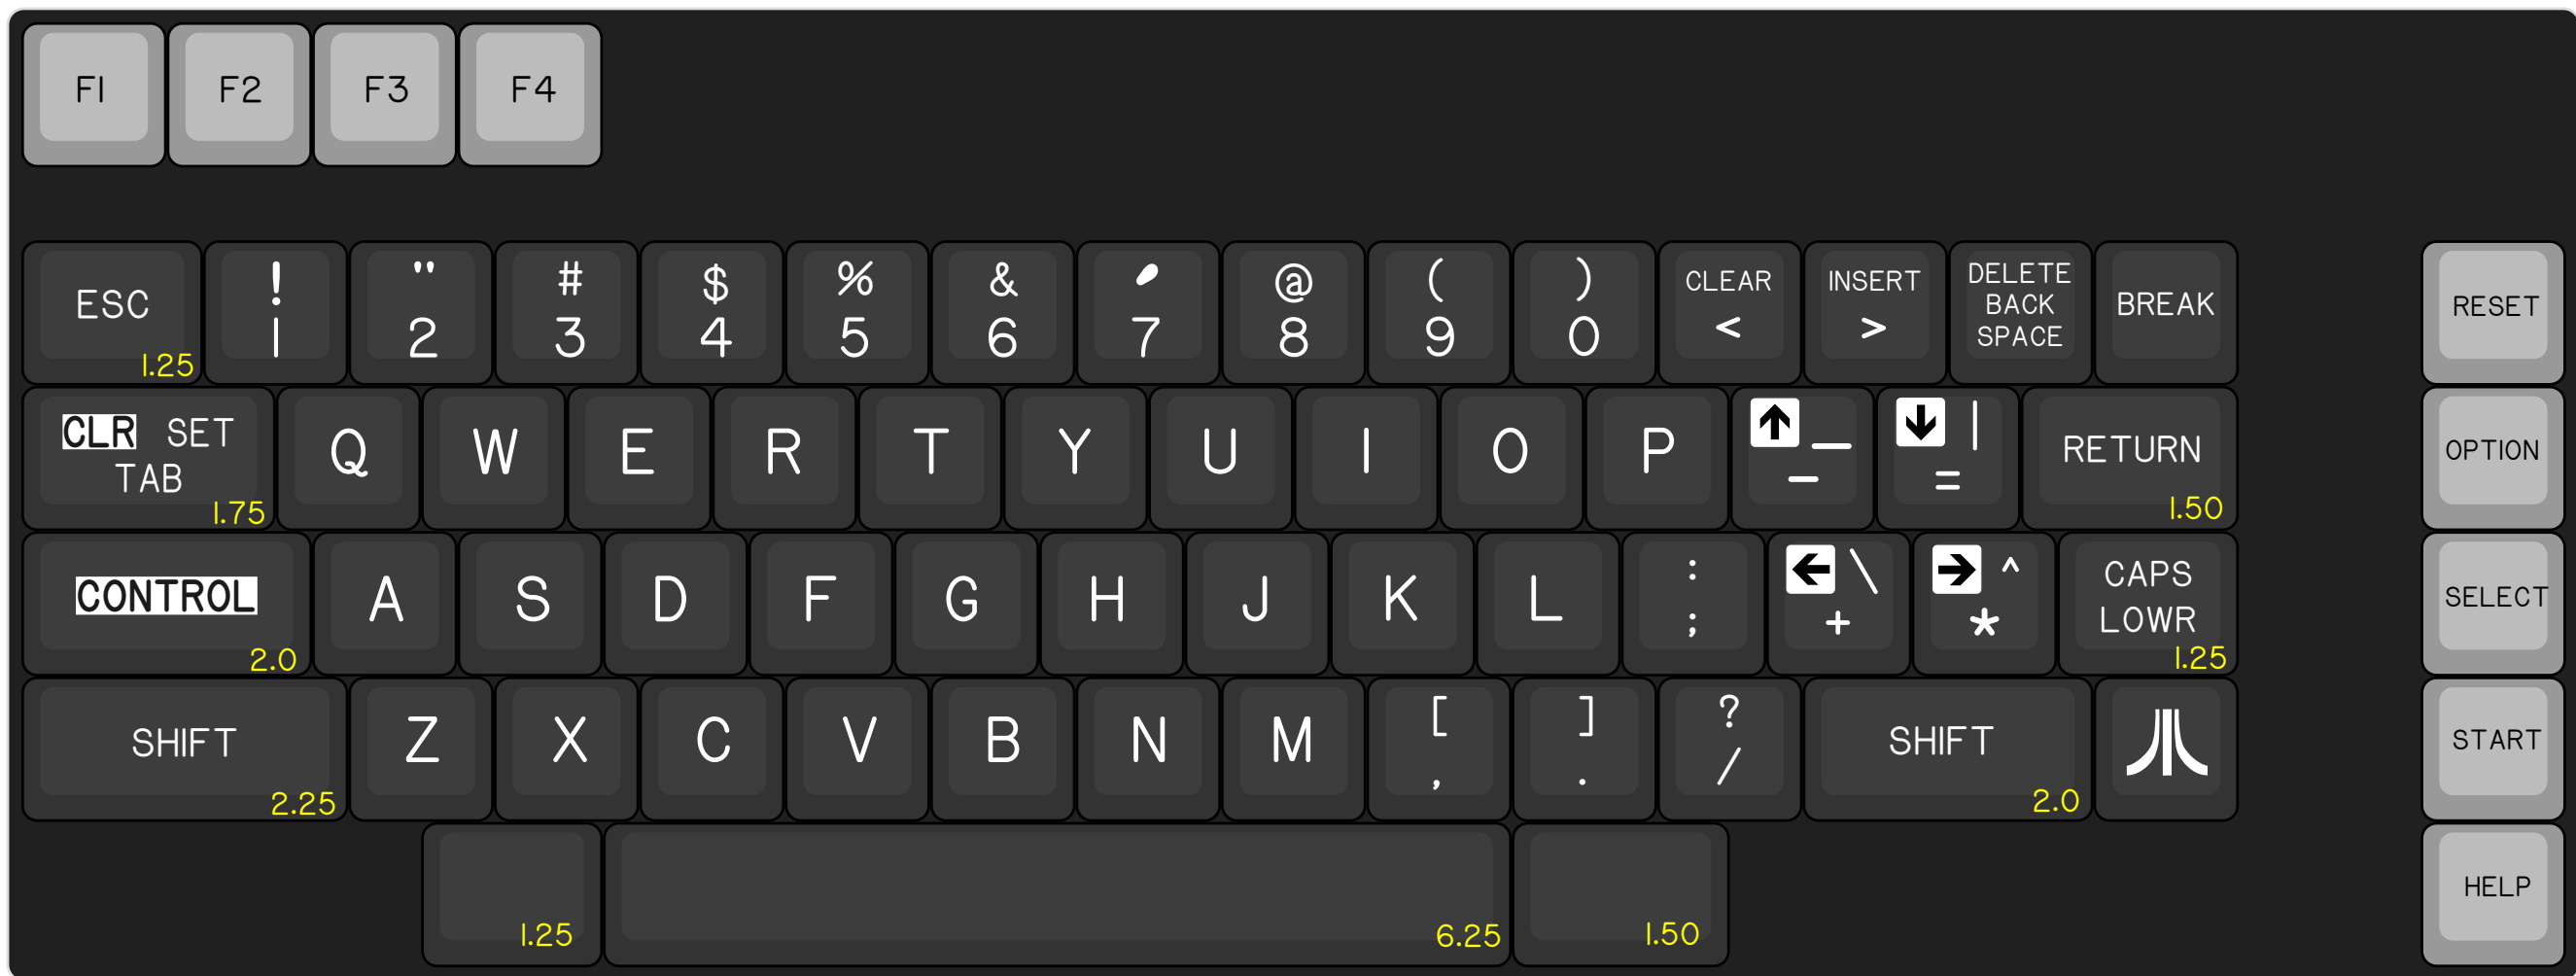 F1 F2 F3 F4
! " # $ % & ' @ ( ) CLEAR INSERT DELETE
ESC BACK BREAK RESET
1 2 3 4 5 6 7 8 9 0 < > SPACE
1.25
CLR SET ↑ _ ↓ |
Q W E R T Y U I O P RETURN OPTION
TAB - =
1.75 1.50
: ← \ → ^ CAPS
CONTROL A S D F G H J K L SELECT
; + * LOWR
2.0 1.25
[ ] ?
SHIFT Z X C V B N M SHIFT START
, . /
2.25 2.0
HELP
1.25 6.25 1.50